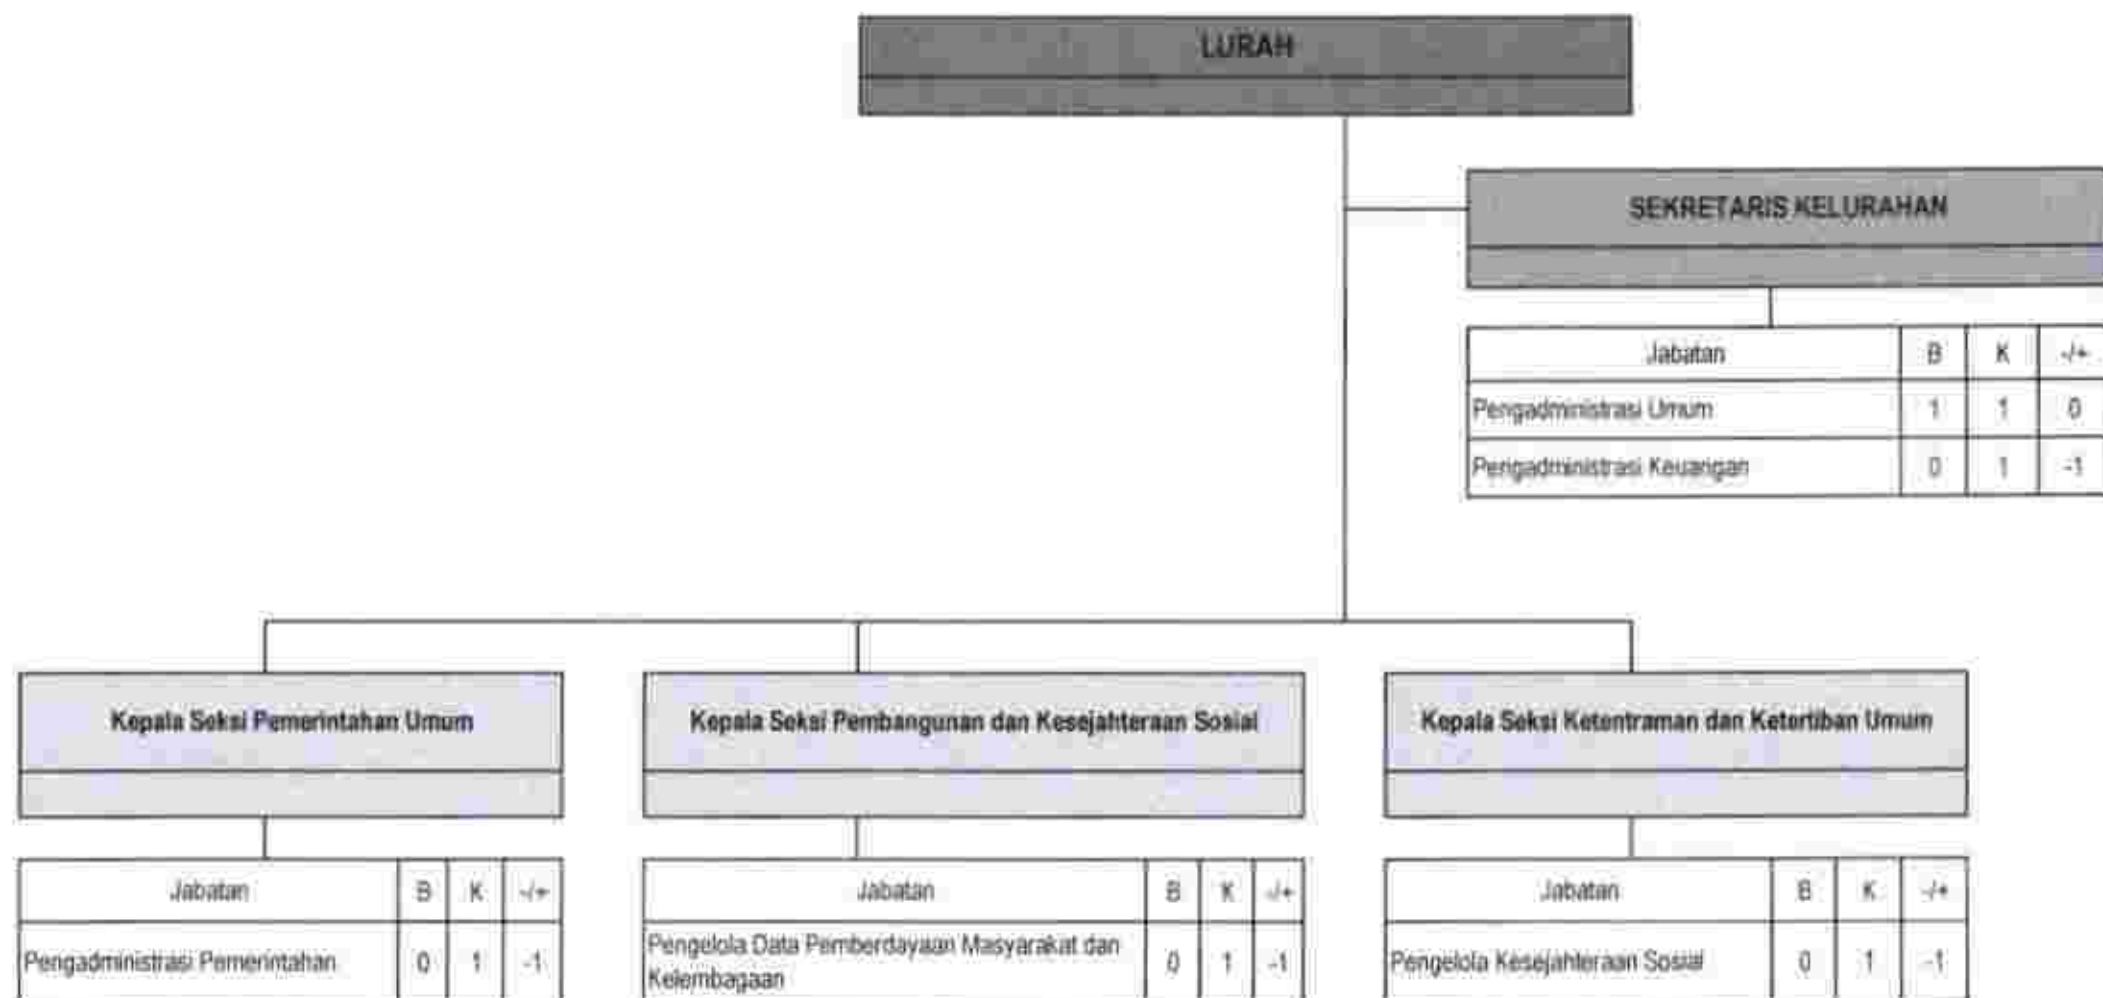 LURAH
SEKRETARIS KELURAHAN
Jabatan B K -/+
Pengadministrasi Umum 1 1 0
Pengadministrasi Keuangan 0 1 -1
Kepala Seksi Pemerintahan Umum
Kepala Seksi Pembangunan dan Kesejahteraan Sosial
Kepala Seksi Ketentraman dan Ketertiban Umum
Jabatan B K -/+
Pengadministrasi Pemerintahan 0 1 -1
Jabatan B K -/+
Pengelola Data Pemberdayaan Masyarakat dan
Kelembagaan 0 1 -1
Jabatan B K -/+
Pengelola Kesejahteraan Sosial 0 1 -1